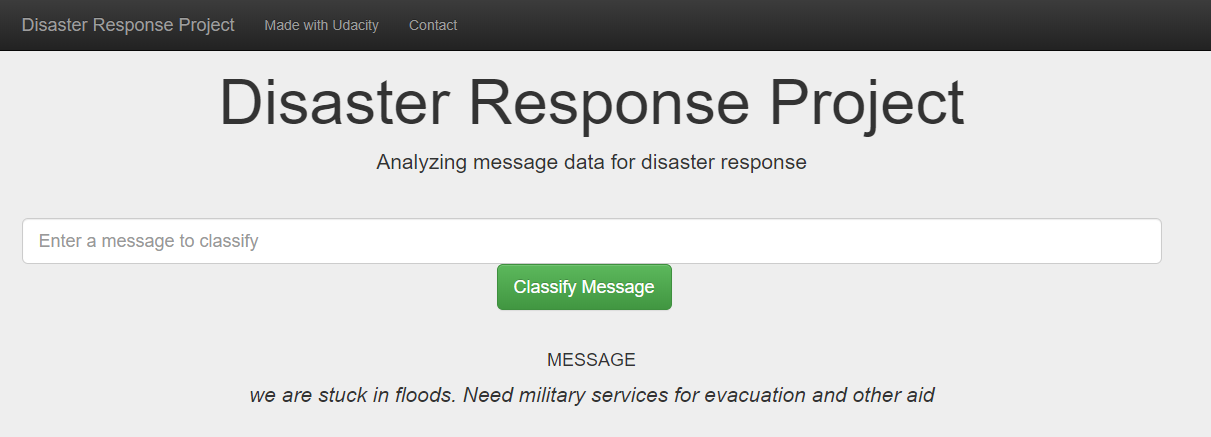 Disaster Response Project Made with Udacity Contact
Disaster Response Project
Analyzing message data for disaster response
Enter a message to classify
Classify Message
MESSAGE
we are stuck in floods. Need military services for evacuation and other aid